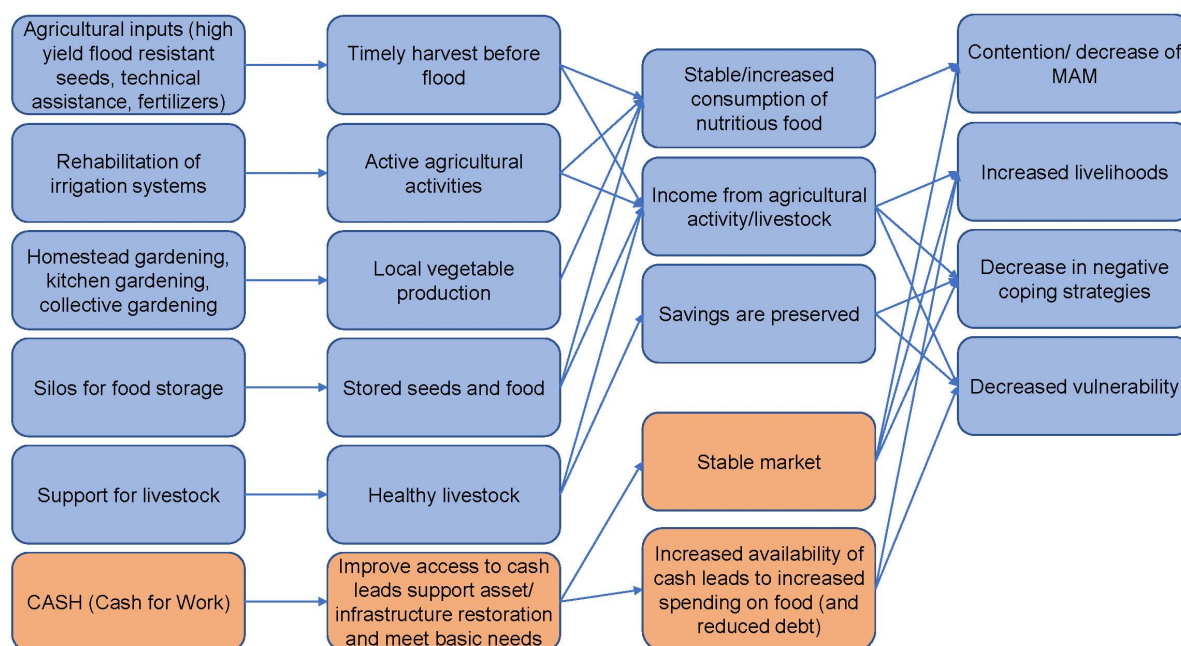 Agricultural inputs (high
yield flood resistant
seeds, technical
assistance, fertilizers)
Timely harvest before
flood
Stable/increased
consumption of
nutritious food
Contention/ decrease of
MAM
Rehabilitation of
irrigation systems
Active agricultural
activities
Income from agricultural
activity/livestock
Increased livelihoods
Homestead gardening,
kitchen gardening,
collective gardening
Local vegetable
production
Savings are preserved
Decrease in negative
coping strategies
Silos for food storage
Stored seeds and food
Decreased vulnerability
Support for livestock
Healthy livestock
Stable market
CASH (Cash for Work)
Improve access to cash
leads support asset/
infrastructure restoration
and meet basic needs
Increased availability of
cash leads to increased
spending on food (and
reduced debt)